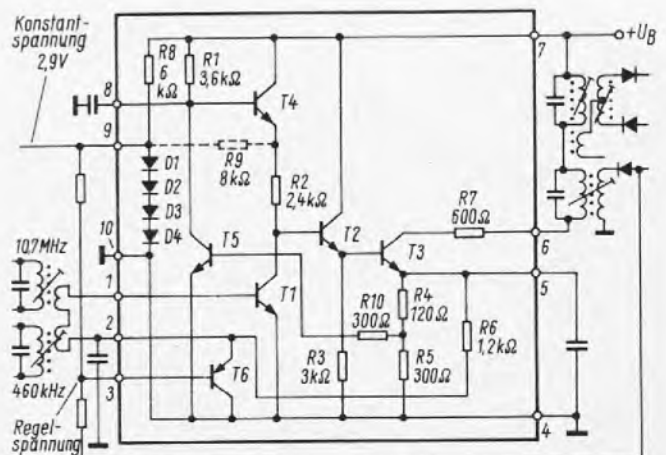 Konstant-
spannung
2,9V
R8
6
kΩ
R1
3,6kΩ
7
+U_B
8
T4
9
R9
8kΩ
D1
D2
D3
D4
R2
2,4kΩ
10
T5
T2
T3
R7
600Ω
6
10,7MHz
1
T1
5
R10
300Ω
R4
120Ω
R6
1,2kΩ
2
R3
3kΩ
R5
300Ω
T6
460kHz
3
4
Regel-
spannung